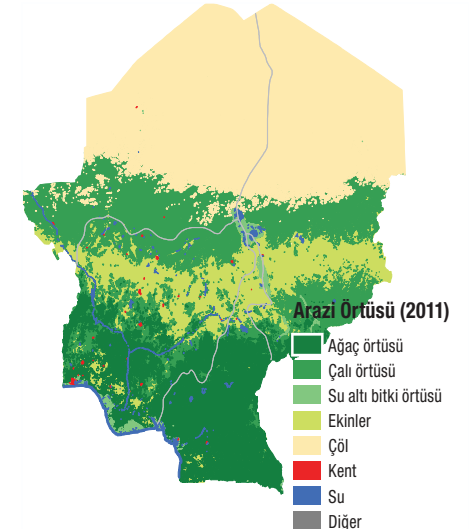 Arazi Örtüsü (2011)
Ağaç örtüsü
Çalı örtüsü
Su altı bitki örtüsü
Ekinler
Çöl
Kent
Su
Diğer